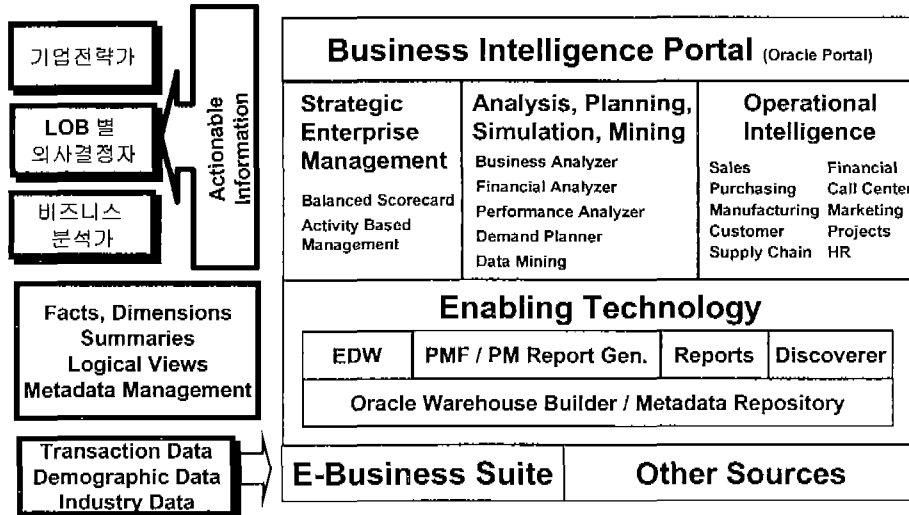 기업전략가
LOB 별
의사결정자
비즈니스
분석가
Actionable
Information
Facts, Dimensions
Summaries
Logical Views
Metadata Management
Transaction Data
Demographic Data
Industry Data
Business Intelligence Portal (Oracle Portal)
Strategic
Enterprise
Management
Balanced Scorecard
Activity Based
Management
Analysis, Planning,
Simulation, Mining
Business Analyzer
Financial Analyzer
Performance Analyzer
Demand Planner
Data Mining
Operational
Intelligence
Sales Financial
Purchasing Call Center
Manufacturing Marketing
Customer Projects
Supply Chain HR
Enabling Technology
EDW PMF / PM Report Gen. Reports Discoverer
Oracle Warehouse Builder / Metadata Repository
E-Business Suite Other Sources